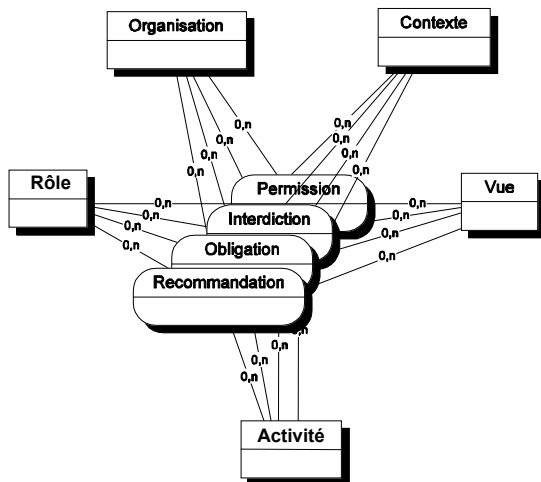 Organisation
Contexte
0,n
0,n
0,n
0,n
0,n
0,n
0,n
0,n
Rôle
Permission
Vue
0,n
0,n
0,n
0,n
0,n
0,n
0,n
0,n
Interdiction
Obligation
Recommandation
0,n
0,n
0,n
0,n
Activité